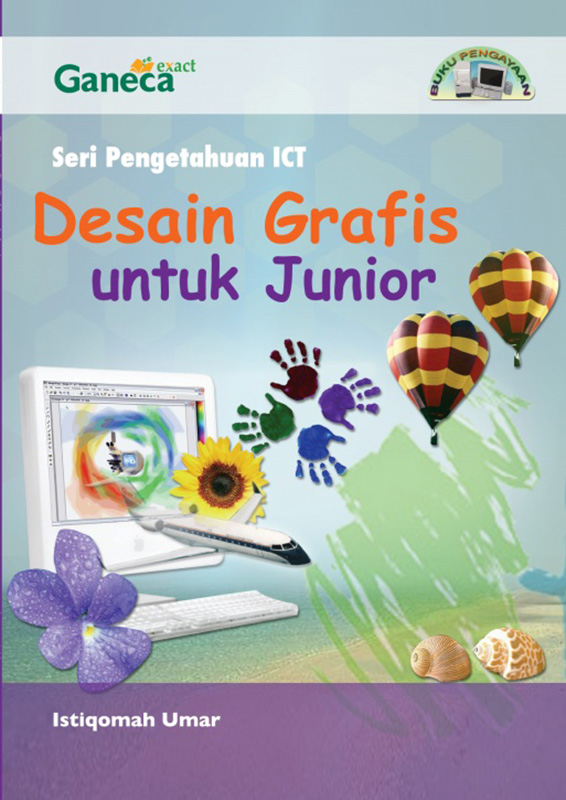 Ganeca exact
BUKU PENGAYAAN
Seri Pengetahuan ICT
Desain Grafis
untuk Junior
Istiqomah Umar